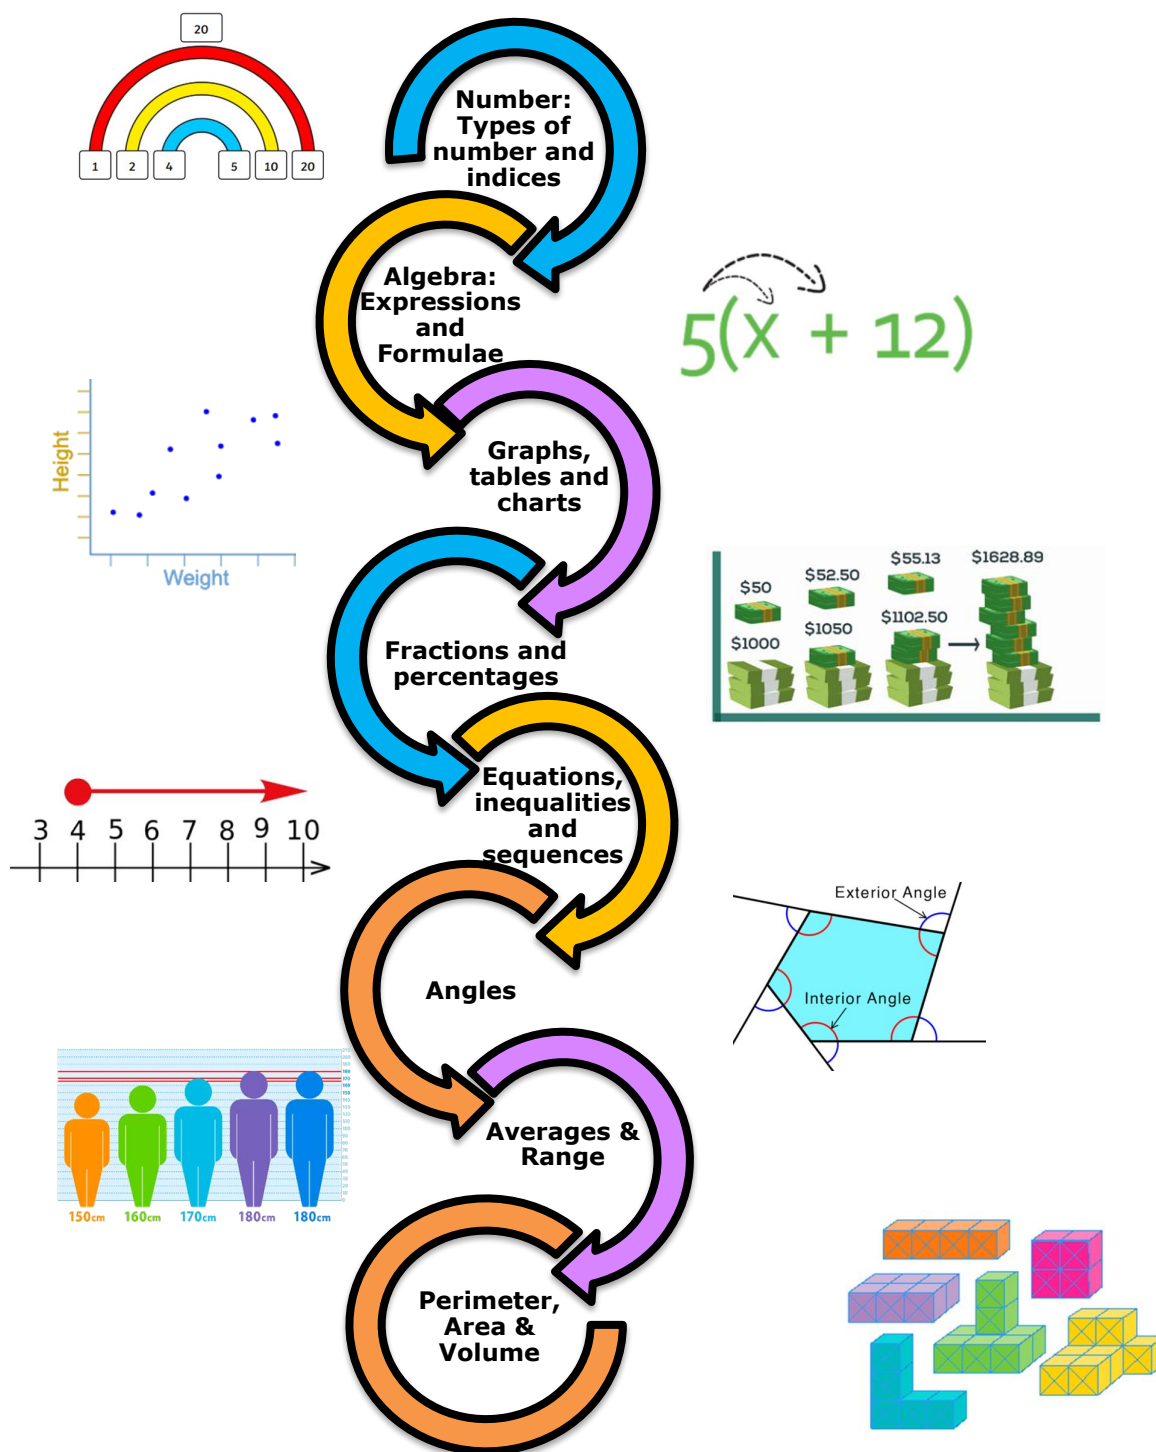 20
1 2 4 5 10 20
Number:
Types of
number and
indices
Algebra:
Expressions
and
Formulae
5(x + 12)
Graphs,
tables and
charts
Height
Weight
Fractions and
percentages
$50 $52.50 $55.13 $1628.89
$1000 $1050 $1102.50
Equations,
inequalities
and
sequences
3 4 5 6 7 8 9 10
Angles
Exterior Angle
Interior Angle
Averages &
Range
150cm 160cm 170cm 180cm 180cm
Perimeter,
Area &
Volume